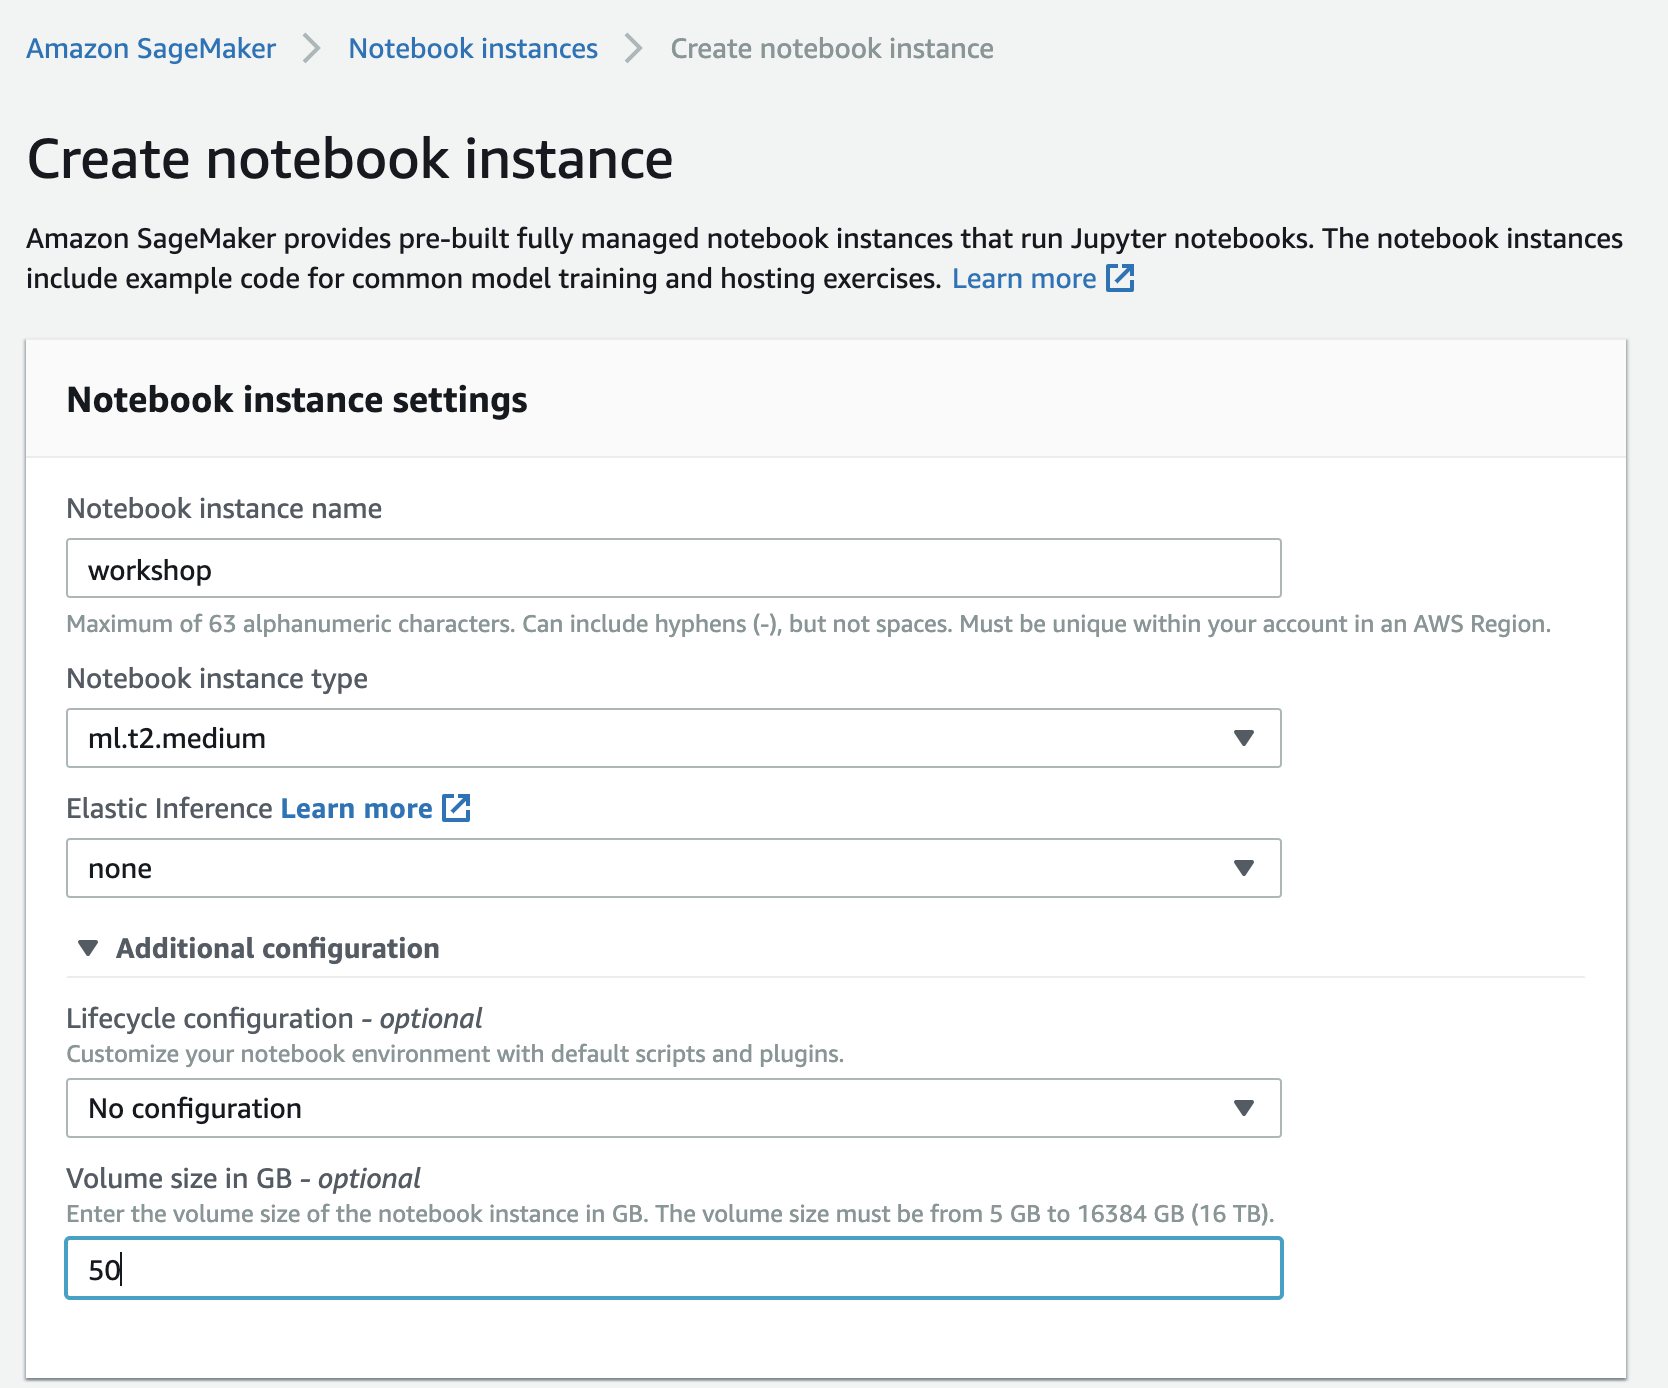 Amazon SageMaker > Notebook instances > Create notebook instance
Create notebook instance
Amazon SageMaker provides pre-built fully managed notebook instances that run Jupyter notebooks. The notebook instances
include example code for common model training and hosting exercises. Learn more
Notebook instance settings
Notebook instance name
workshop
Maximum of 63 alphanumeric characters. Can include hyphens (-), but not spaces. Must be unique within your account in an AWS Region.
Notebook instance type
ml.t2.medium
Elastic Inference Learn more
none
Additional configuration
Lifecycle configuration - optional
Customize your notebook environment with default scripts and plugins.
No configuration
Volume size in GB - optional
Enter the volume size of the notebook instance in GB. The volume size must be from 5 GB to 16384 GB (16 TB).
50